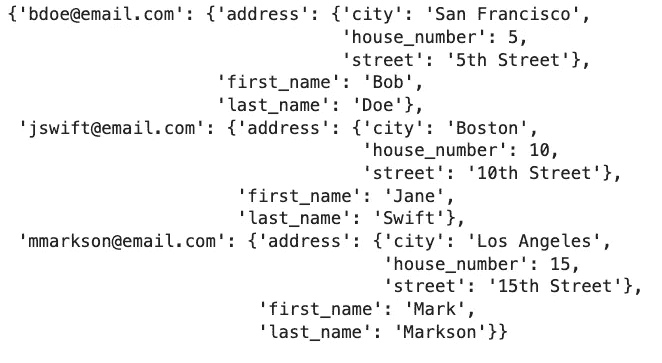 {'bdoe@email.com': {'address': {'city': 'San Francisco',
'house_number': 5,
'street': '5th Street'},
'first_name': 'Bob',
'last_name': 'Doe'},
'jswift@email.com': {'address': {'city': 'Boston',
'house_number': 10,
'street': '10th Street'},
'first_name': 'Jane',
'last_name': 'Swift'},
'mmarkson@email.com': {'address': {'city': 'Los Angeles',
'house_number': 15,
'street': '15th Street'},
'first_name': 'Mark',
'last_name': 'Markson'}}